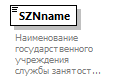 SZNname
Наименование
государственного
учреждения
службы занятост...